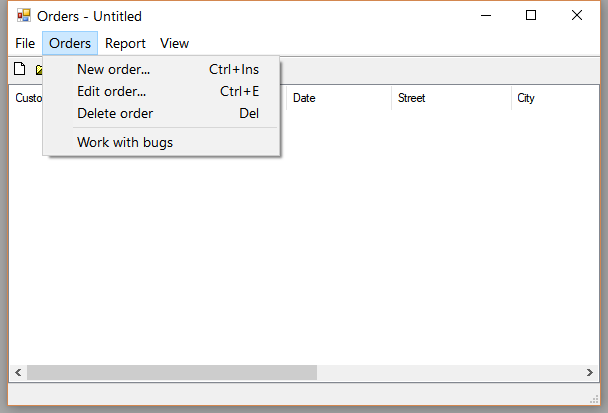 Orders - Untitled
File Orders Report View
New order... Ctrl+Ins
Edit order... Ctrl+E
Delete order Del
Work with bugs
Custo Date Street City